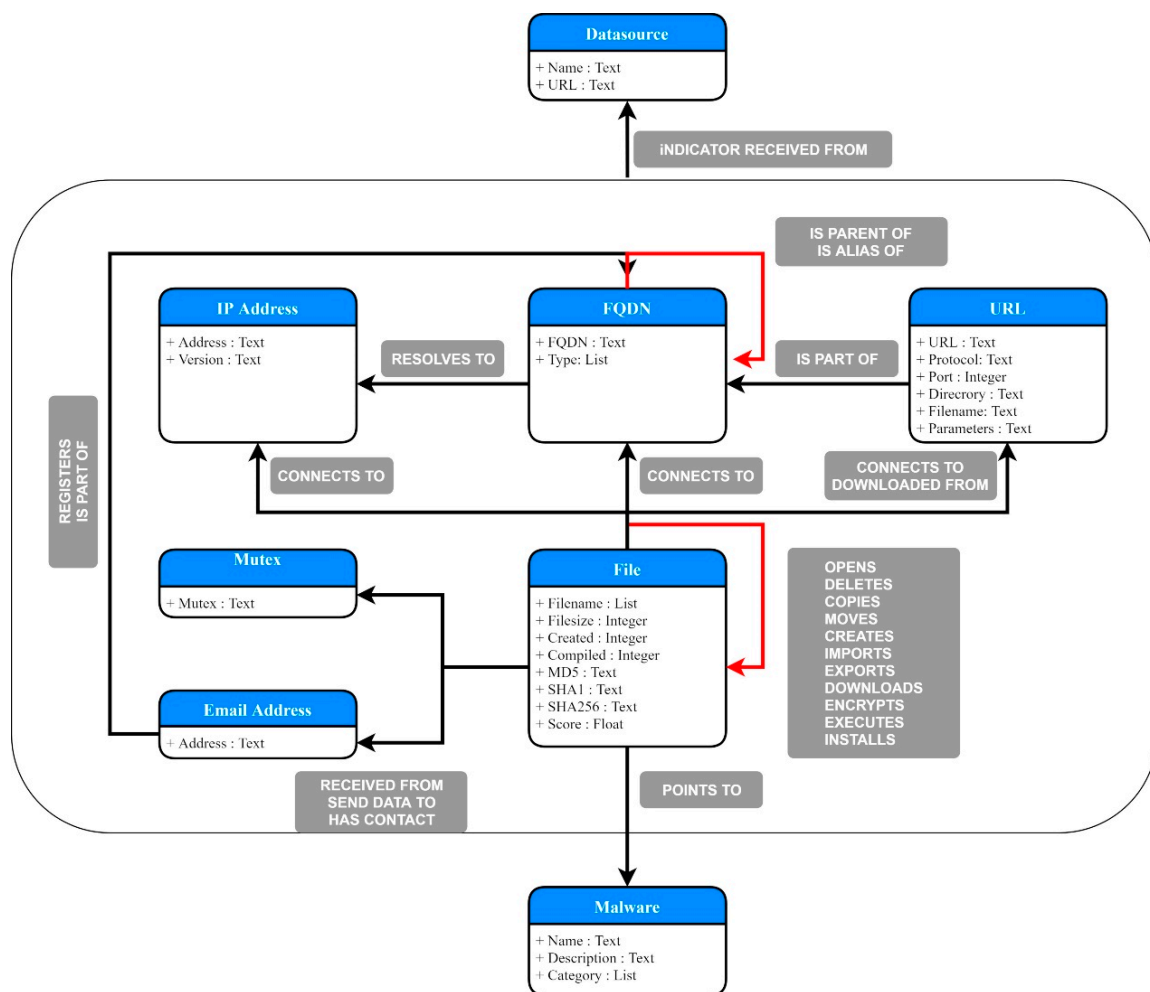 Datasource
+ Name : Text
+ URL : Text
iNDICATOR RECEIVED FROM
IS PARENT OF
IS ALIAS OF
IP Address
+ Address : Text
+ Version : Text
RESOLVES TO
FQDN
+ FQDN : Text
+ Type: List
IS PART OF
URL
+ URL : Text
+ Protocol: Text
+ Port : Integer
+ Direcrory : Text
+ Filename: Text
+ Parameters : Text
REGISTERS
IS PART OF
CONNECTS TO
CONNECTS TO
CONNECTS TO
DOWNLOADED FROM
Mutex
+ Mutex : Text
File
+ Filename : List
+ Filesize : Integer
+ Created : Integer
+ Compiled : Integer
+ MD5 : Text
+ SHA1 : Text
+ SHA256 : Text
+ Score : Float
OPENS
DELETES
COPIES
MOVES
CREATES
IMPORTS
EXPORTS
DOWNLOADS
ENCRYPTS
EXECUTES
INSTALLS
Email Address
+ Address : Text
RECEIVED FROM
SEND DATA TO
HAS CONTACT
POINTS TO
Malware
+ Name : Text
+ Description : Text
+ Category : List